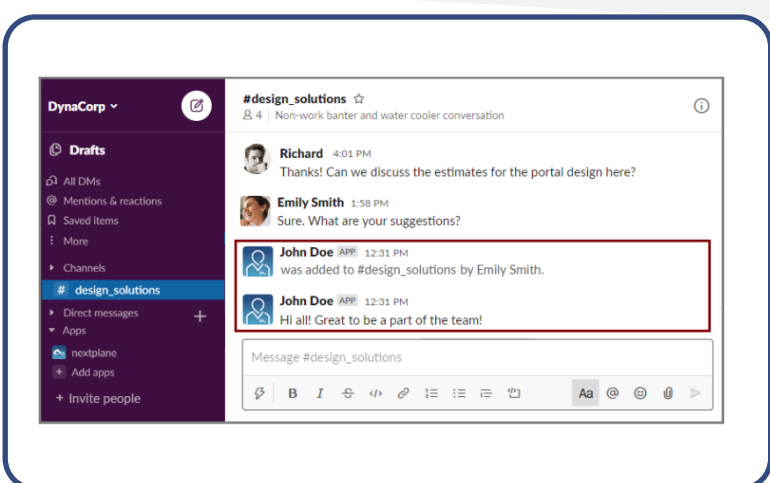 DynaCorp
#design_solutions
4 | Non-work banter and water cooler conversation
Drafts
All DMs
@ Mentions & reactions
Saved items
More
Channels
# design_solutions
Direct messages +
Apps
nextplane
+ Add apps
+ Invite people
Richard 4:01 PM
Thanks! Can we discuss the estimates for the portal design here?
Emily Smith 1:58 PM
Sure. What are your suggestions?
John Doe APP 12:31 PM
was added to #design_solutions by Emily Smith.
John Doe APP 12:31 PM
Hi all! Great to be a part of the team!
Message #design_solutions
B I S </> Aa @